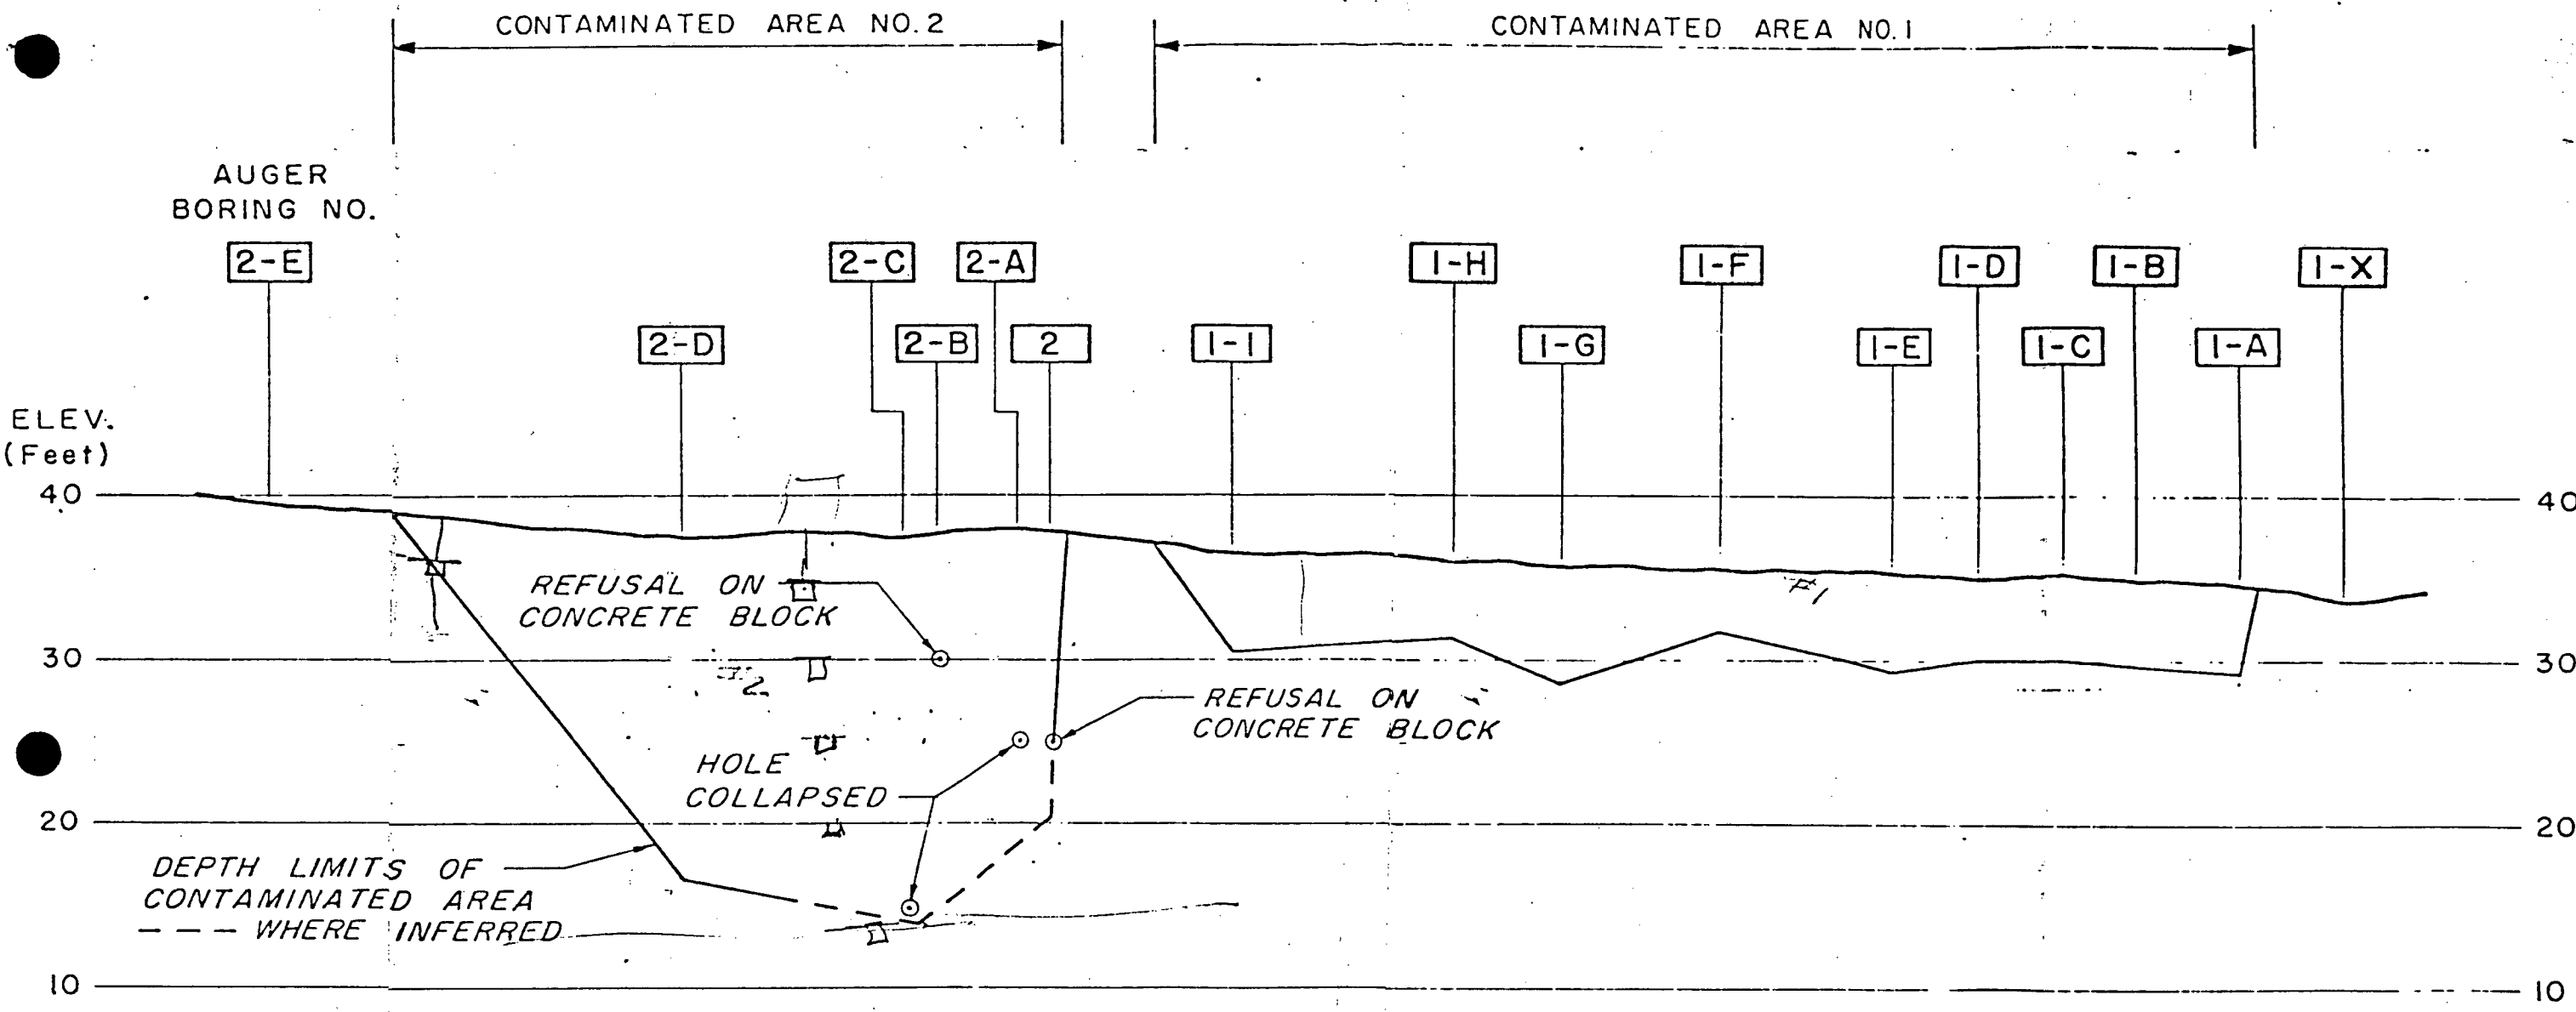 CONTAMINATED AREA NO. 2
CONTAMINATED AREA NO. 1
AUGER
BORING NO.
2-E
2-C
2-A
1-H
1-F
1-D
1-B
1-X
2-D
2-B
2
1-I
1-G
1-E
1-C
1-A
ELEV.
(Feet)
40
40
REFUSAL ON
CONCRETE BLOCK
#1
30
30
#2
REFUSAL ON
CONCRETE BLOCK
HOLE
COLLAPSED
20
20
DEPTH LIMITS OF
CONTAMINATED AREA
--- WHERE INFERRED
10
10